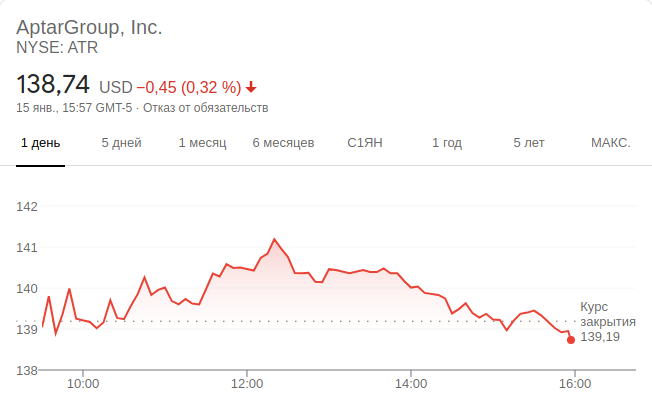 AptarGroup, Inc.
NYSE: ATR
138,74 USD −0,45 (0,32 %)
15 янв., 15:57 GMT-5 · Отказ от обязательств
1 день 5 дней 1 месяц 6 месяцев С1ЯН 1 год 5 лет МАКС.
142
141
140
139
138
Курс
закрытия
139,19
10:00 12:00 14:00 16:00